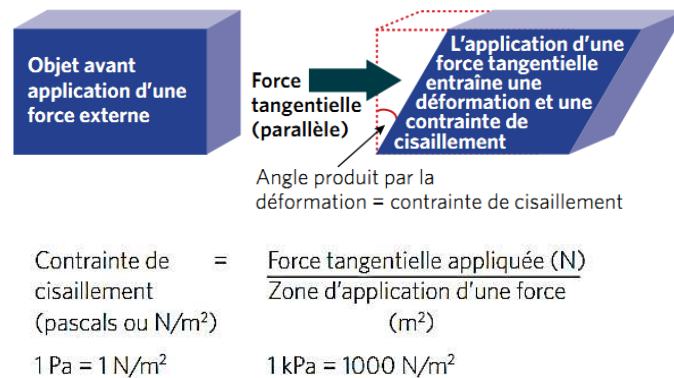 Objet avant
application d'une
force externe
Force
tangentielle
(parallèle)
L'application d'une
force tangentielle
entraîne une
déformation et une
contrainte de
cisaillement
Angle produit par la
déformation = contrainte de cisaillement
Contrainte de = Force tangentielle appliquée (N)
cisaillement Zone d'application d'une force
(pascals ou N/m²) (m²)
1 Pa = 1 N/m² 1 kPa = 1000 N/m²